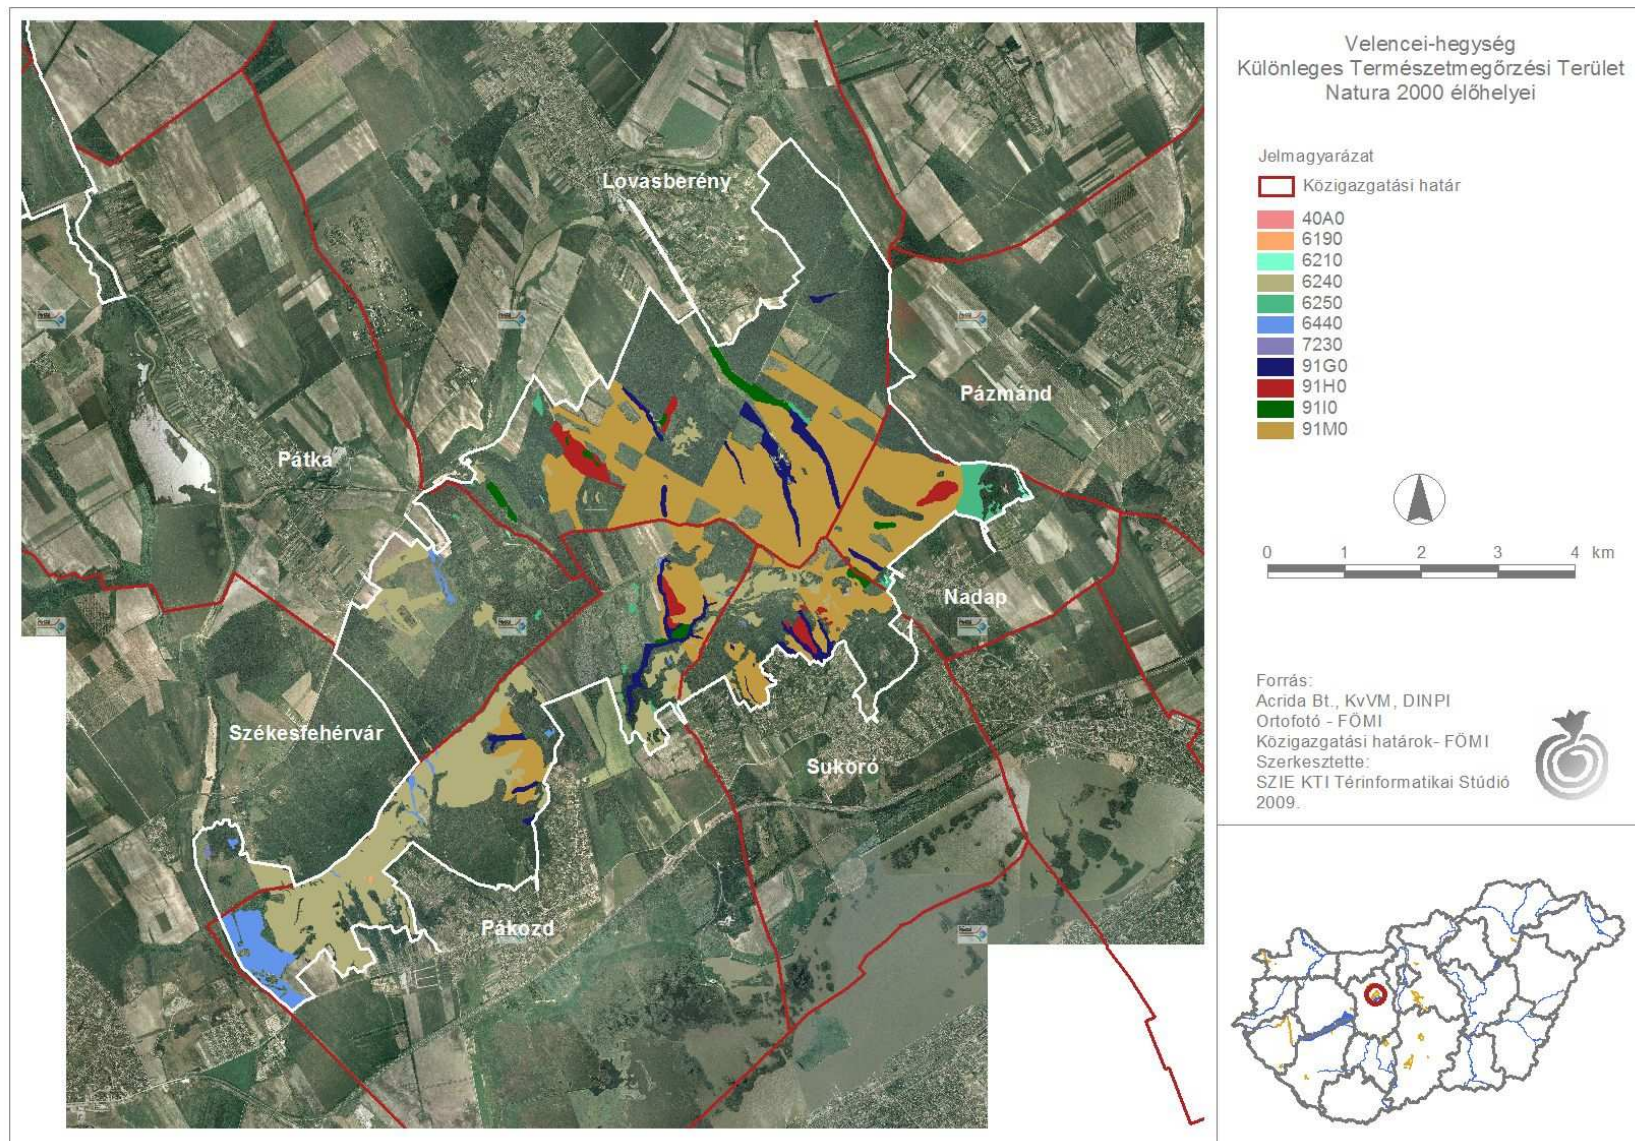 Velencei-hegység
Különleges Természetmegőrzési Terület
Natura 2000 élőhelyei
Jelmagyarázat
Közigazgatási határ
40A0
6190
6210
6240
6250
6440
7230
91G0
91H0
91I0
91M0
0 1 2 3 4 km
Forrás:
Acrida Bt., KvVM, DINPI
Ortofotó - FÖMI
Közigazgatási határok- FÖMI
Szerkesztette:
SZIE KTI Térinformatikai Stúdió
2009.
Lovasberény
Pázmánd
Pátka
Nadap
Székesfehérvár
Sukoró
Pákozd